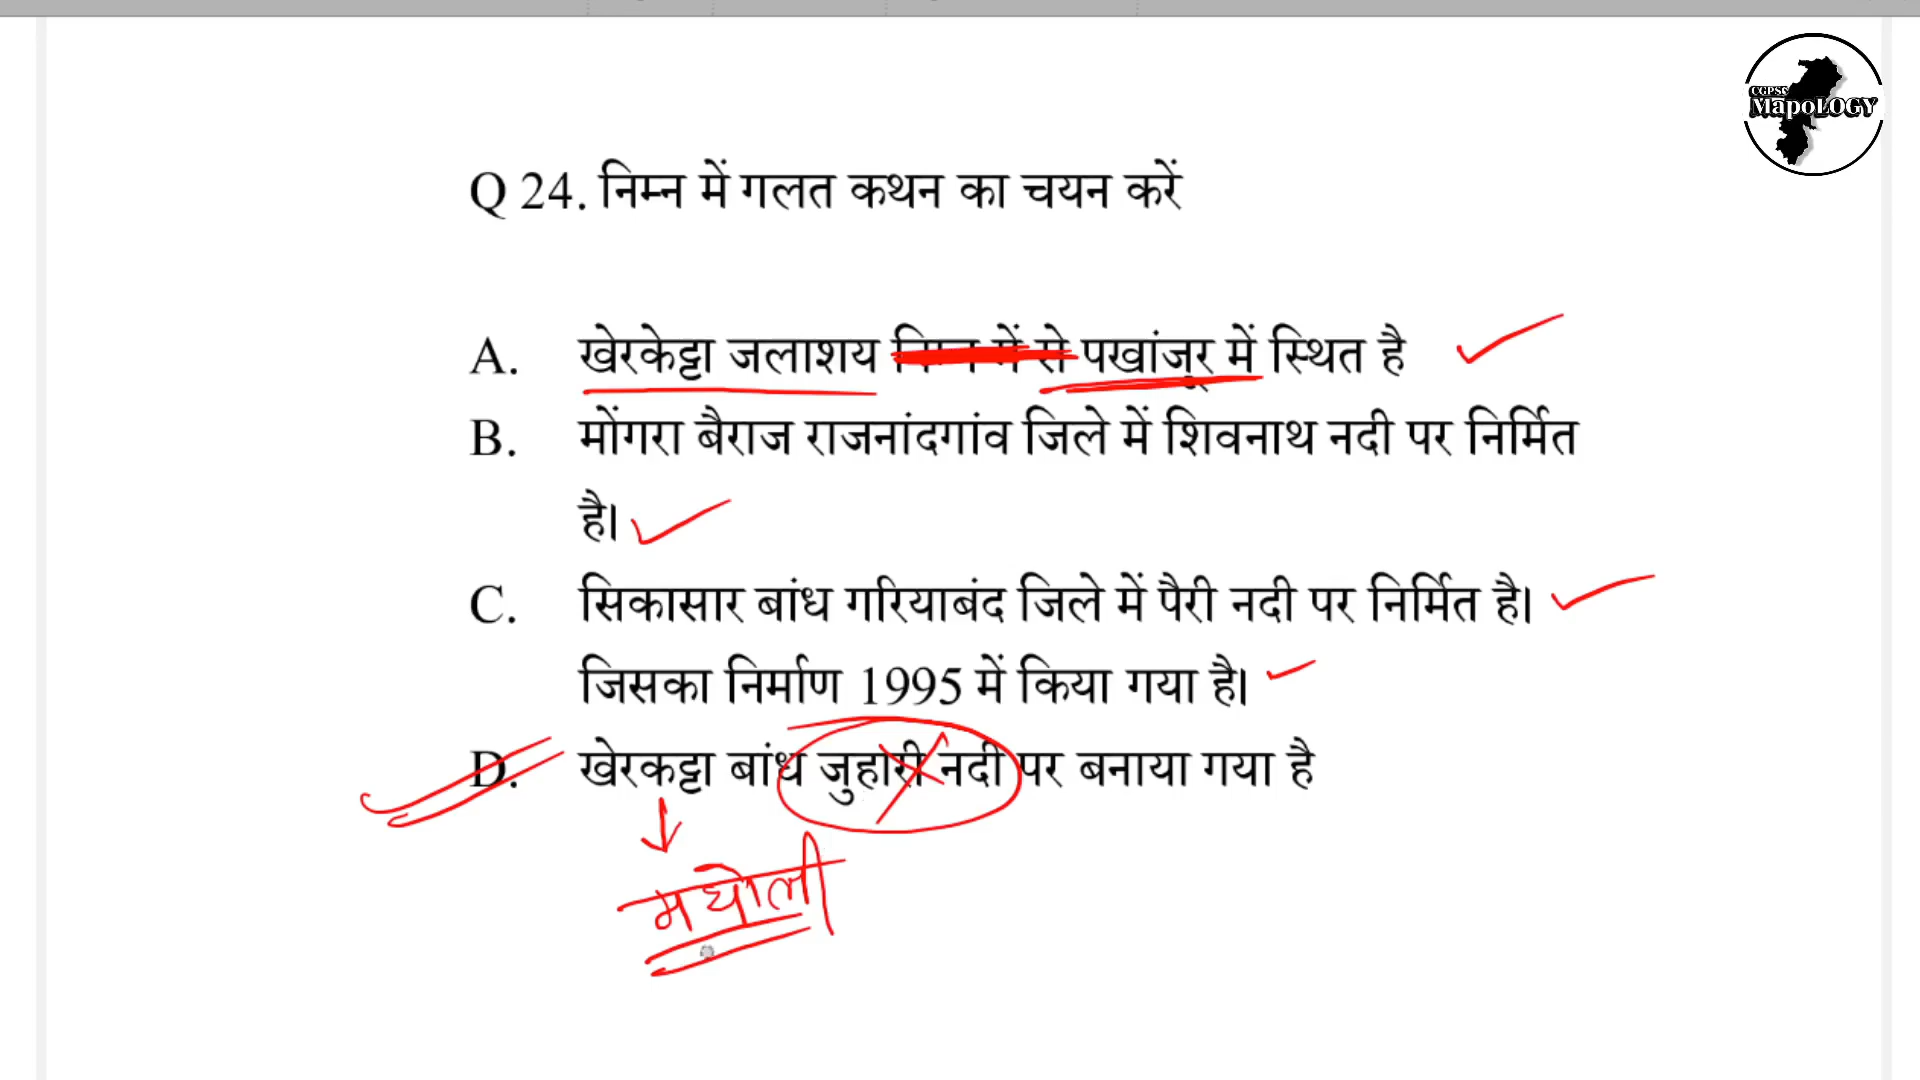 CGPSC
MapoLOGY
Q 24. निम्न में गलत कथन का चयन करें
A. खेरकेट्टा जलाशय निम्न में से पखांजूर में स्थित है
B. मोंगरा बैराज राजनांदगांव जिले में शिवनाथ नदी पर निर्मित
है।
C. सिकासार बांध गरियाबंद जिले में पैरी नदी पर निर्मित है।
जिसका निर्माण 1995 में किया गया है।
D. खेरकट्टा बांध जुहारी नदी पर बनाया गया है
मघोली